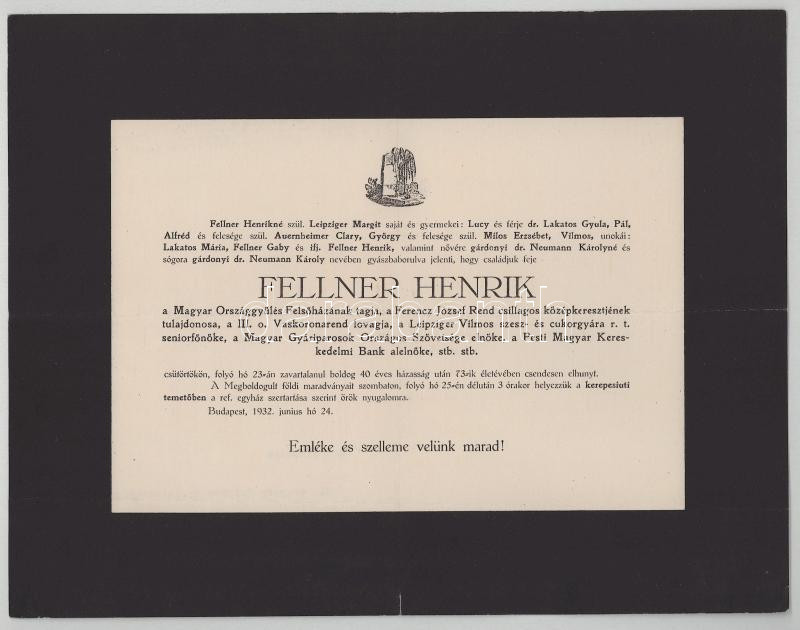 Fellner Henrikné szül. Leipziger Margit saját és gyermekei: Lucy és férje dr. Lakatos Gyula, Pál,
Alfréd és felesége szül. Auernheimer Clary, György és felesége szül. Milos Erzsébet, Vilmos, unokái:
Lakatos Mária, Fellner Gaby és ifj. Fellner Henrik, valamint nővére gárdonyi dr. Neumann Károlyné és
sógora gárdonyi dr. Neumann Károly nevében gyászbaborulva jelenti, hogy családjuk feje
FELLNER HENRIK
a Magyar Országgyülés Felsőházának tagja, a Ferencz József Rend csillagos középkeresztjének
tulajdonosa, a III. o. Vaskoronarend lovagja, a Leipziger Vilmos szesz- és cukorgyára r. t.
seniorfőnöke, a Magyar Gyáriparosok Országos Szövetsége elnöke, a Pesti Magyar Keres-
kedelmi Bank alelnöke, stb. stb.
csütörtökön, folyó hó 23-án zavartalanul boldog 40 éves házasság után 73-ik életévében csendesen elhunyt.
A Megboldogult földi maradványait szombaton, folyó hó 25-én délután 3 órakor helyezzük a kerepesiuti
temetőben a ref. egyház szertartása szerint örök nyugalomra.
Budapest, 1932. junius hó 24.
Emléke és szelleme velünk marad!
darabanth